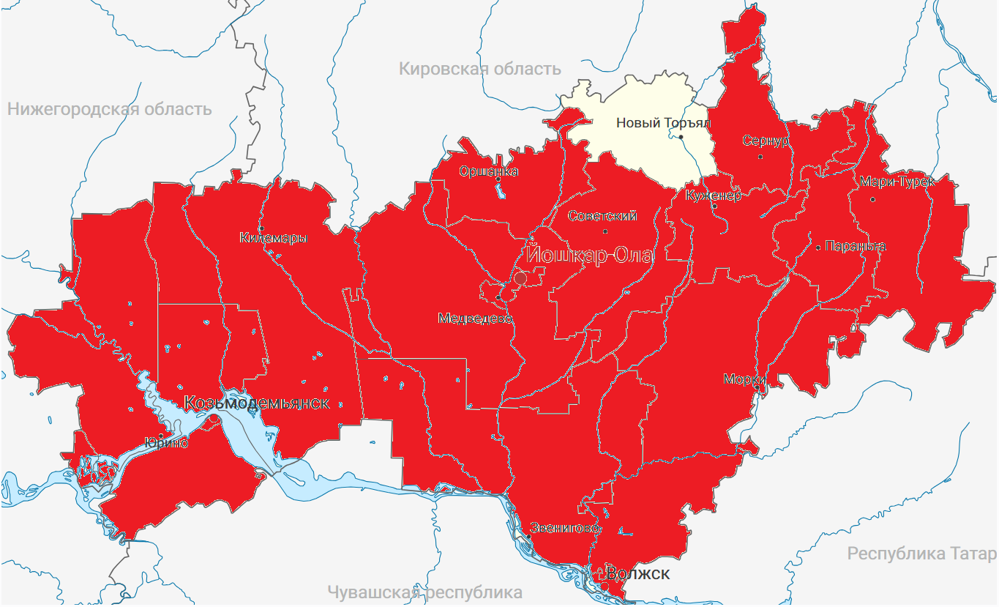 Кировская область
Нижегородская область
Новый Торъял
Сернур
Оршанка
Мари-Турек
Куженер
Советский
Килемары
Параньга
Йошкар-Ола
Медведево
Морки
Козьмодемьянск
Юрино
Звенигово
Республика Татар
Волжск
Чувашская республика